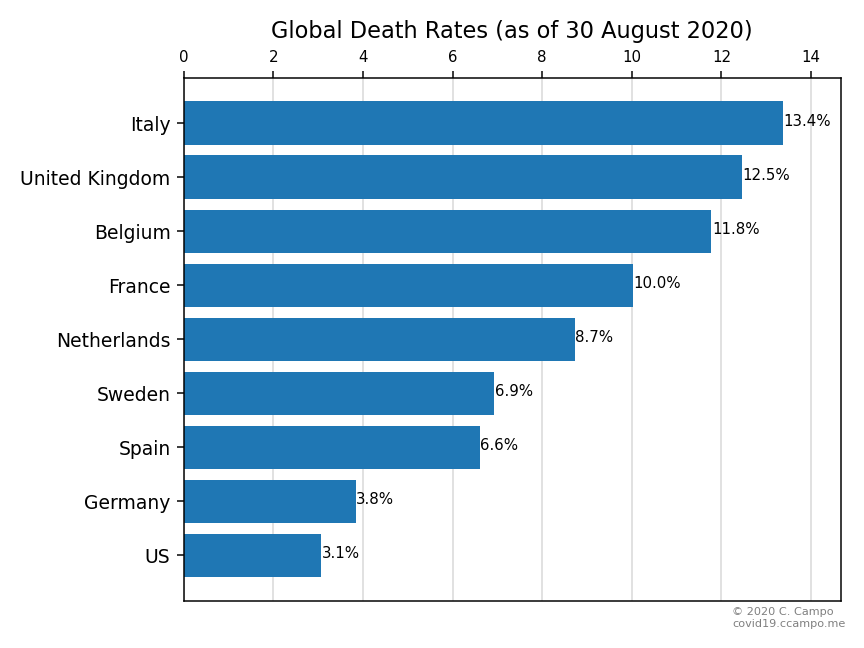 Global Death Rates (as of 30 August 2020)
0 2 4 6 8 10 12 14
Italy 13.4%
United Kingdom 12.5%
Belgium 11.8%
France 10.0%
Netherlands 8.7%
Sweden 6.9%
Spain 6.6%
Germany 3.8%
US 3.1%
© 2020 C. Campo
covid19.ccampo.me